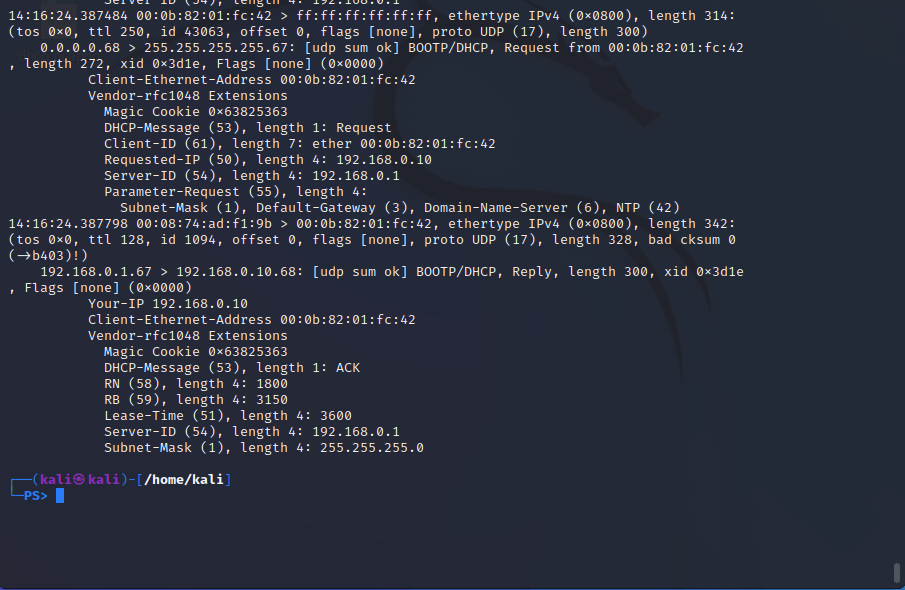 Server ID (54), length 4: 192.168.0.1
14:16:24.387484 00:0b:82:01:fc:42 > ff:ff:ff:ff:ff:ff, ethertype IPv4 (0×0800), length 314:
(tos 0×0, ttl 250, id 43063, offset 0, flags [none], proto UDP (17), length 300)
    0.0.0.0.68 > 255.255.255.255.67: [udp sum ok] BOOTP/DHCP, Request from 00:0b:82:01:fc:42
, length 272, xid 0×3d1e, Flags [none] (0×0000)
          Client-Ethernet-Address 00:0b:82:01:fc:42
          Vendor-rfc1048 Extensions
            Magic Cookie 0×63825363
            DHCP-Message (53), length 1: Request
            Client-ID (61), length 7: ether 00:0b:82:01:fc:42
            Requested-IP (50), length 4: 192.168.0.10
            Server-ID (54), length 4: 192.168.0.1
            Parameter-Request (55), length 4:
              Subnet-Mask (1), Default-Gateway (3), Domain-Name-Server (6), NTP (42)
14:16:24.387798 00:08:74:ad:f1:9b > 00:0b:82:01:fc:42, ethertype IPv4 (0×0800), length 342:
(tos 0×0, ttl 128, id 1094, offset 0, flags [none], proto UDP (17), length 328, bad cksum 0
(→b403)!)
    192.168.0.1.67 > 192.168.0.10.68: [udp sum ok] BOOTP/DHCP, Reply, length 300, xid 0×3d1e
, Flags [none] (0×0000)
          Your-IP 192.168.0.10
          Client-Ethernet-Address 00:0b:82:01:fc:42
          Vendor-rfc1048 Extensions
            Magic Cookie 0×63825363
            DHCP-Message (53), length 1: ACK
            RN (58), length 4: 1800
            RB (59), length 4: 3150
            Lease-Time (51), length 4: 3600
            Server-ID (54), length 4: 192.168.0.1
            Subnet-Mask (1), length 4: 255.255.255.0
┌──(kali㉿kali)-[/home/kali]
└─PS>